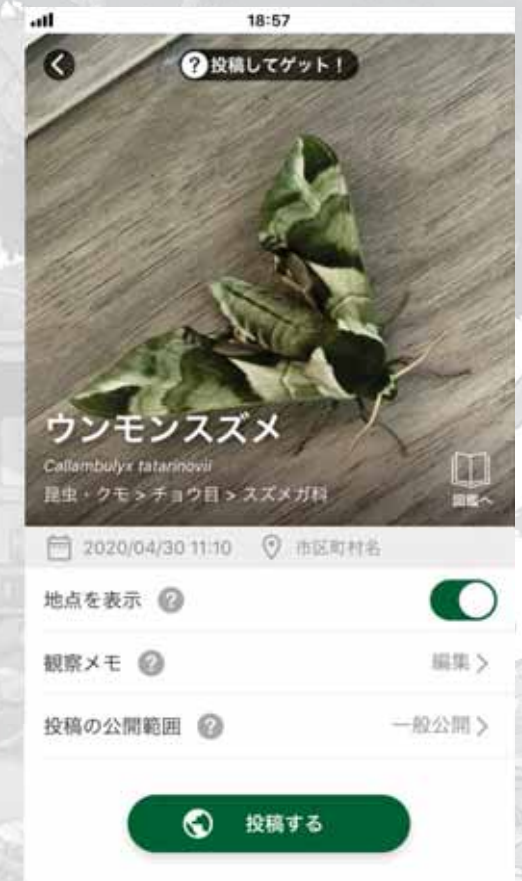 18:57
? 投稿してゲット！
ウンモンスズメ
Callambulyx tatarinovii
昆虫・クモ > チョウ目 > スズメガ科
図鑑へ
2020/04/30 11:10 市区町村名
地点を表示 ?
観察メモ ? 編集 >
投稿の公開範囲 ? 一般公開 >
投稿する